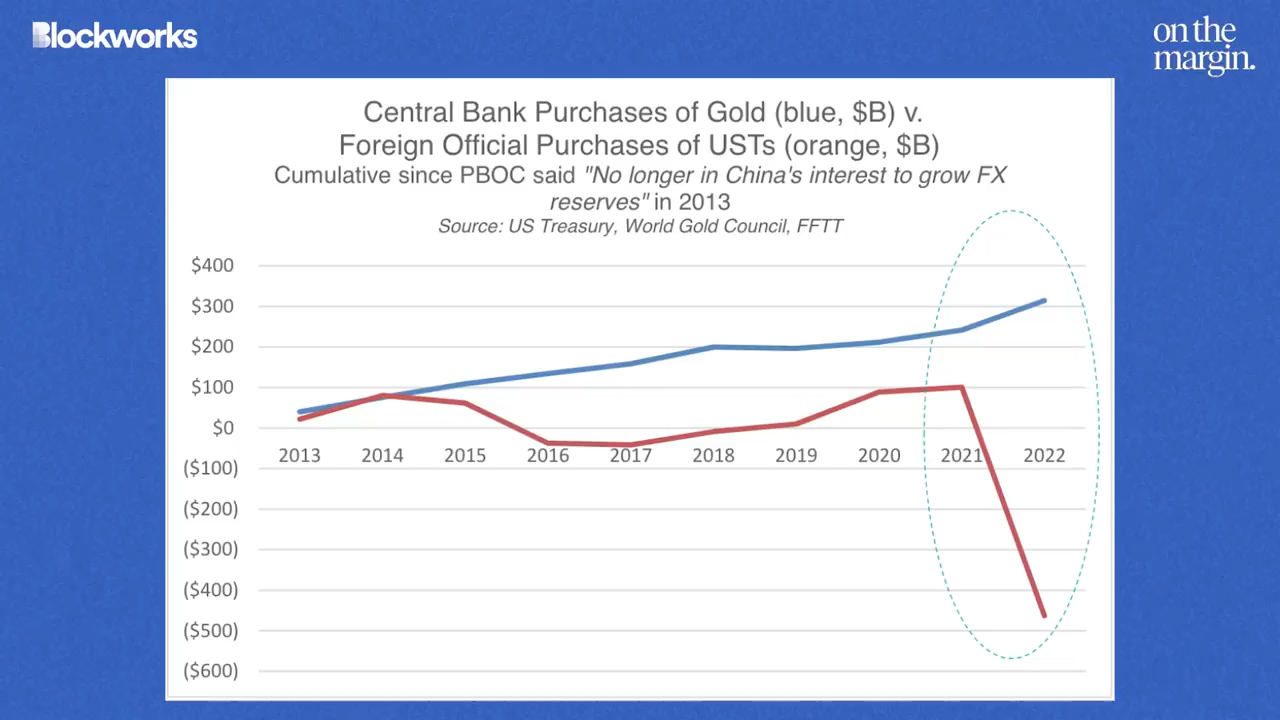 Blockworks
on the
margin.
Central Bank Purchases of Gold (blue, $B) v.
Foreign Official Purchases of USTs (orange, $B)
Cumulative since PBOC said "No longer in China's interest to grow FX
reserves" in 2013
Source: US Treasury, World Gold Council, FFTT
$400
$300
$200
$100
$0
2013 2014 2015 2016 2017 2018 2019 2020 2021 2022
($100)
($200)
($300)
($400)
($500)
($600)